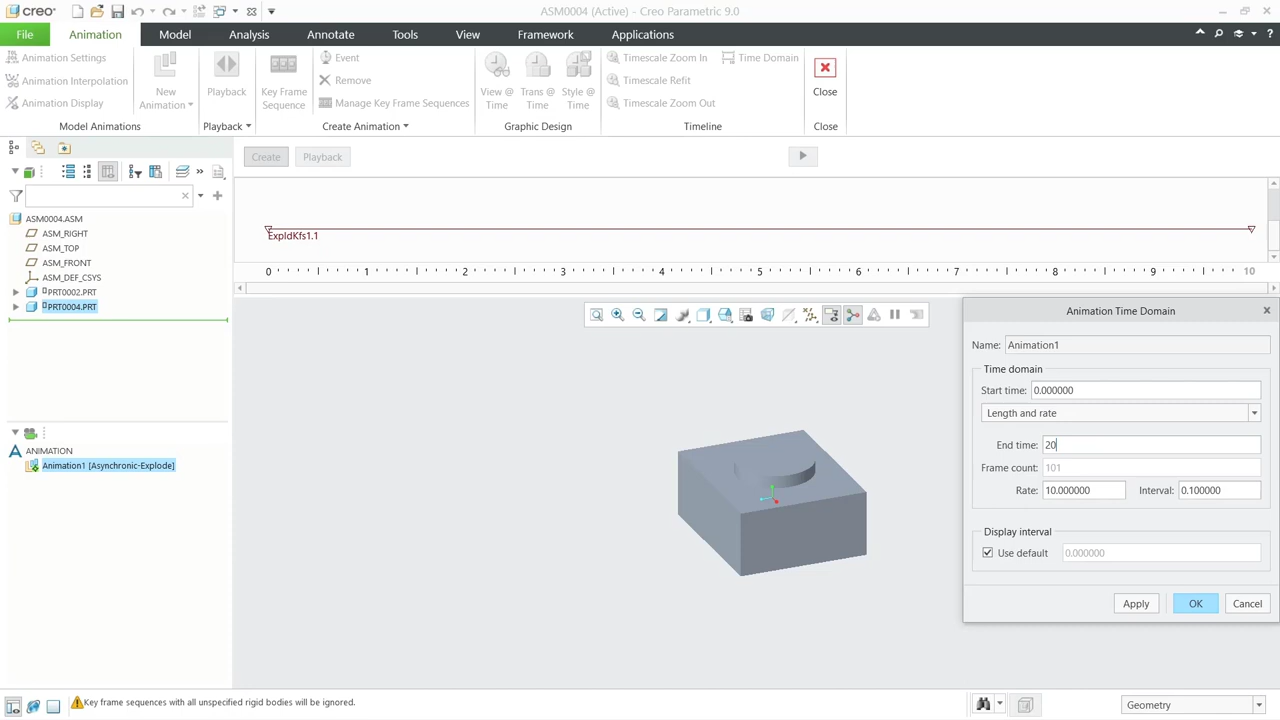 creo
ASM0004 (Active) - Creo Parametric 9.0
File Animation Model Analysis Annotate Tools View Framework Applications
Animation Settings
Animation Interpolation
Animation Display
Model Animations
New Animation
Playback
Playback
Key Frame Sequence
Event
Remove
Manage Key Frame Sequences
Create Animation
View @ Time
Trans @ Time
Style @ Time
Graphic Design
Timescale Zoom In
Timescale Refit
Timescale Zoom Out
Time Domain
Timeline
Close
Close
Create Playback
ExpldKfs1.1
0 1 2 3 4 5 6 7 8 9 10
ASM0004.ASM
ASM_RIGHT
ASM_TOP
ASM_FRONT
ASM_DEF_CSYS
PRT0002.PRT
PRT0004.PRT
ANIMATION
Animation1 [Asynchronic-Explode]
Animation Time Domain
Name: Animation1
Time domain
Start time: 0.000000
Length and rate
End time: 20
Frame count: 101
Rate: 10.000000 Interval: 0.100000
Display interval
Use default 0.000000
Apply OK Cancel
Key frame sequences with all unspecified rigid bodies will be ignored.
Geometry